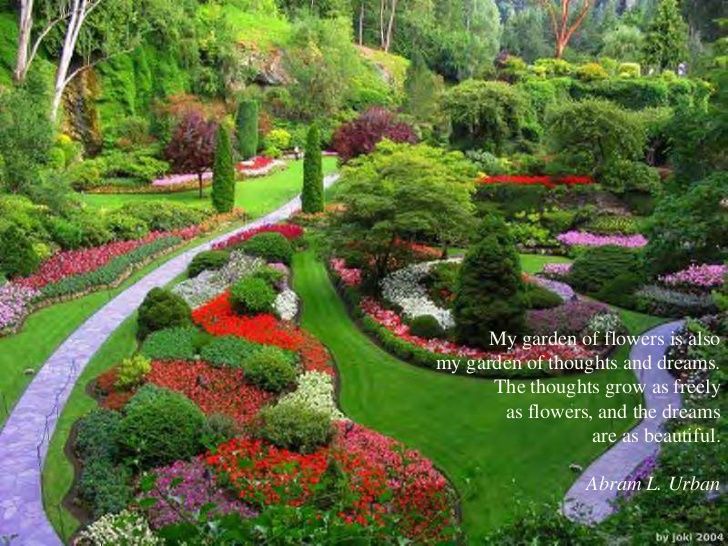 My garden of flowers is also
my garden of thoughts and dreams.
The thoughts grow as freely
as flowers, and the dreams
are as beautiful.
Abram L. Urban
by joki 2004